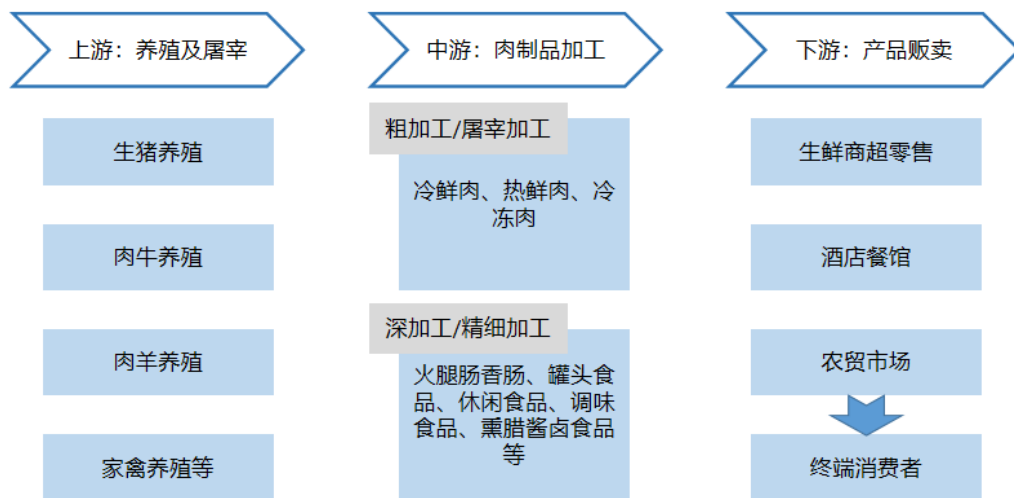 上游：养殖及屠宰
生猪养殖
肉牛养殖
肉羊养殖
家禽养殖等
中游：肉制品加工
粗加工/屠宰加工
冷鲜肉、热鲜肉、冷
冻肉
深加工/精细加工
火腿肠香肠、罐头食
品、休闲食品、调味
食品、熏腊酱卤食品
等
下游：产品贩卖
生鲜商超零售
酒店餐馆
农贸市场
终端消费者